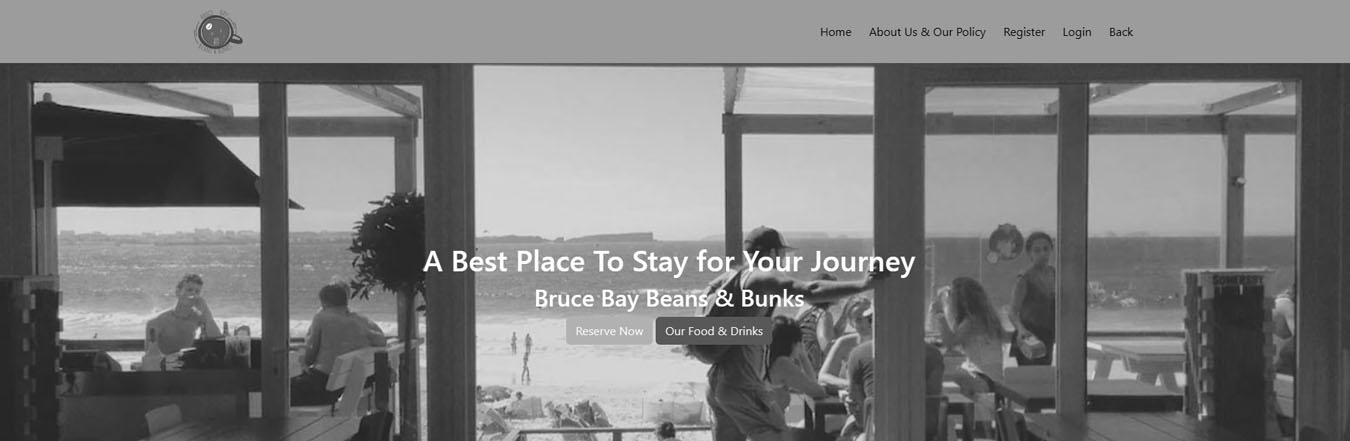 Home About Us & Our Policy Register Login Back
A Best Place To Stay for Your Journey
Bruce Bay Beans & Bunks
Reserve Now Our Food & Drinks
SOMERSBY